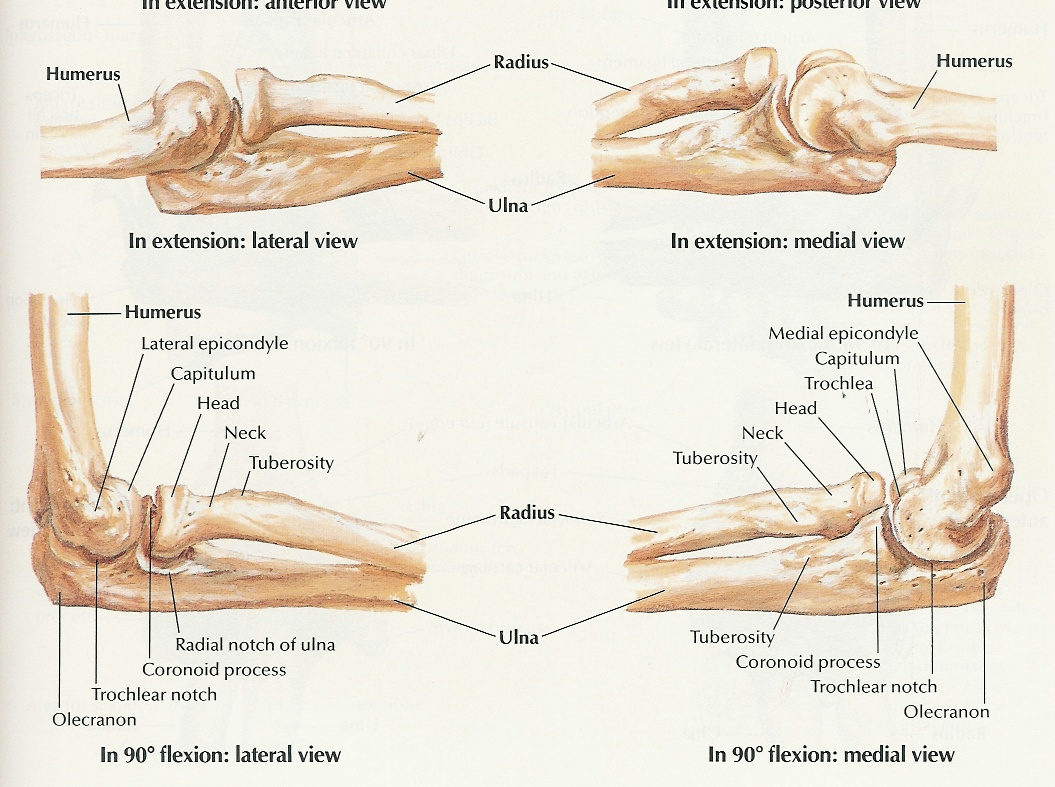 In extension: anterior view
In extension: posterior view
Humerus
Radius
Humerus
Ulna
In extension: lateral view
In extension: medial view
Humerus
Lateral epicondyle
Capitulum
Head
Neck
Tuberosity
Humerus
Medial epicondyle
Capitulum
Trochlea
Head
Neck
Tuberosity
Radius
Ulna
Radial notch of ulna
Coronoid process
Trochlear notch
Olecranon
Tuberosity
Coronoid process
Trochlear notch
Olecranon
In 90° flexion: lateral view
In 90° flexion: medial view